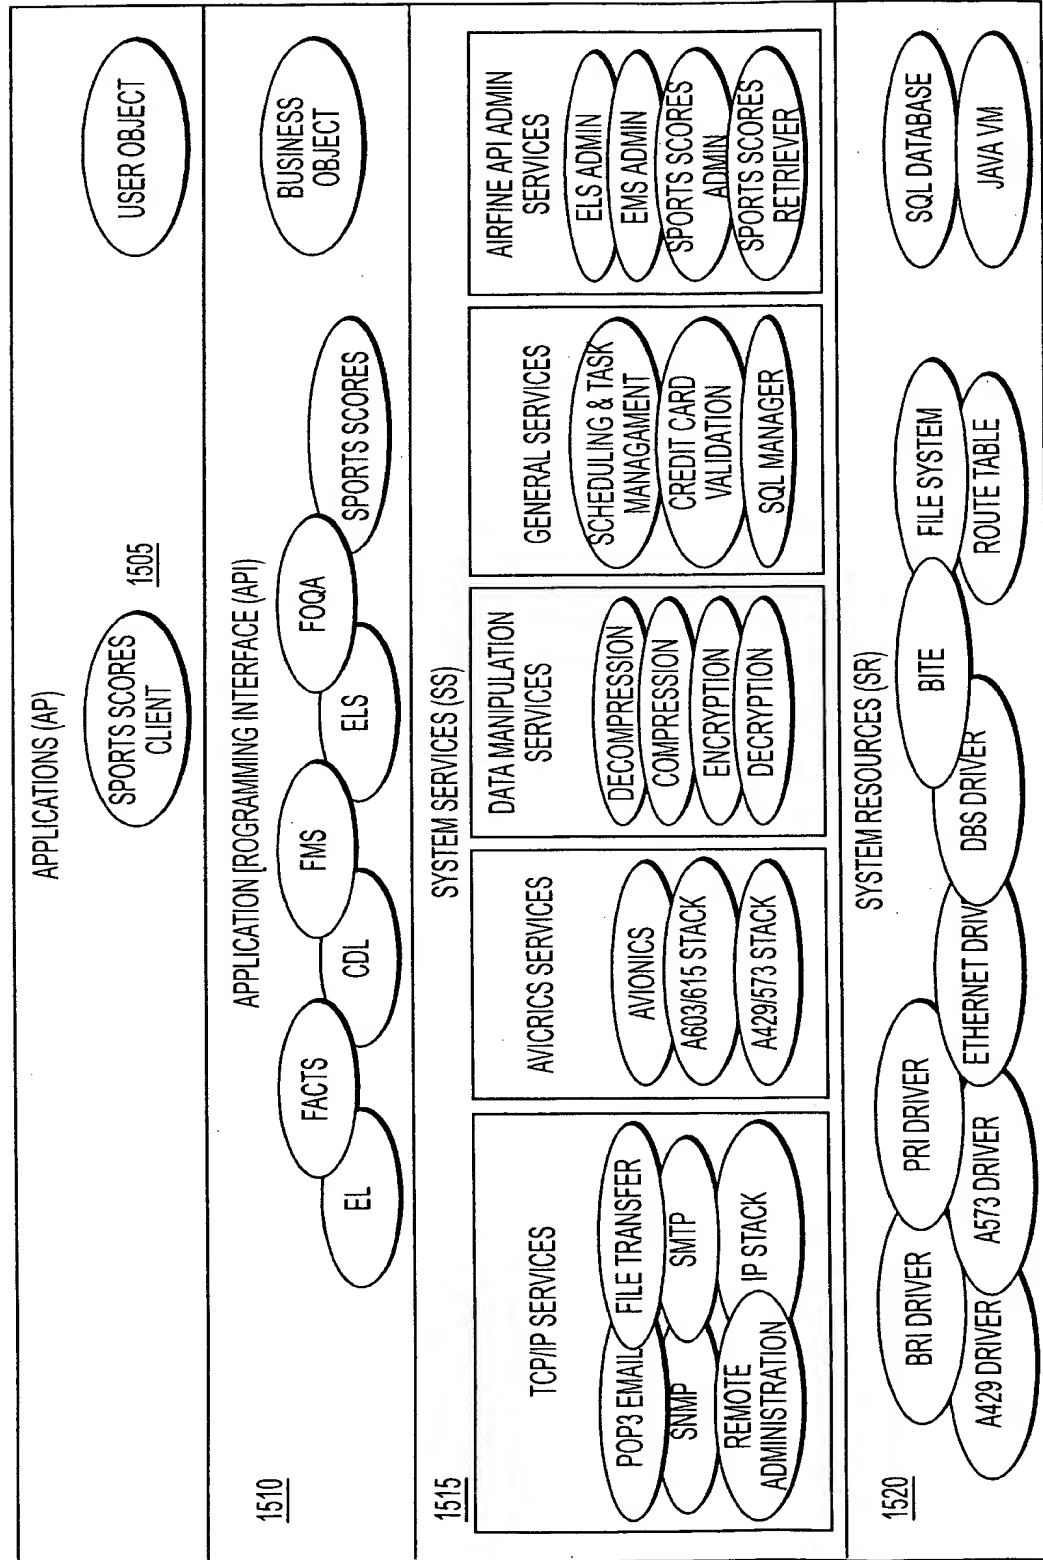 APPLICATIONS (AP)
SPORTS SCORES
CLIENT
1505
USER OBJECT
APPLICATION [ROGRAMMING INTERFACE (API)
1510
EL
FACTS
CDL
FMS
ELS
FOQA
SPORTS SCORES
BUSINESS
OBJECT
SYSTEM SERVICES (SS)
1515
TCP/IP SERVICES
POP3 EMAIL
FILE TRANSFER
SNMP
SMTP
REMOTE
ADMINISTRATION
IP STACK
AVICRICS SERVICES
AVIONICS
A603/615 STACK
A429/573 STACK
DATA MANIPULATION
SERVICES
DECOMPRESSION
COMPRESSION
ENCRYPTION
DECRYPTION
GENERAL SERVICES
SCHEDULING & TASK
MANAGAMENT
CREDIT CARD
VALIDATION
SQL MANAGER
AIRFINE API ADMIN
SERVICES
ELS ADMIN
EMS ADMIN
SPORTS SCORES
ADMIN
SPORTS SCORES
RETRIEVER
SYSTEM RESOURCES (SR)
1520
BRI DRIVER
A429 DRIVER
PRI DRIVER
A573 DRIVER
ETHERNET DRIV
DBS DRIVER
BITE
FILE SYSTEM
ROUTE TABLE
SQL DATABASE
JAVA VM